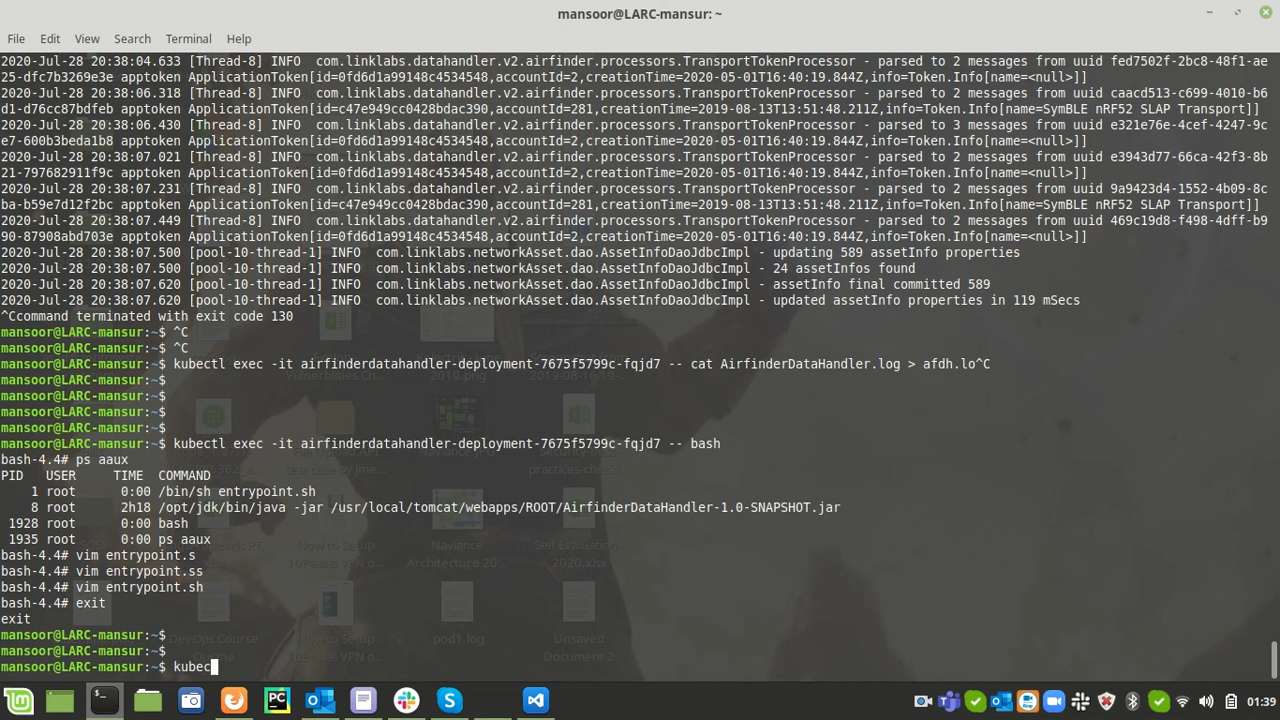 mansoor@LARC-mansur: ~
File Edit View Search Terminal Help
2020-Jul-28 20:38:04.633 [Thread-8] INFO  com.linklabs.datahandler.v2.airfinder.processors.TransportTokenProcessor - parsed to 2 messages from uuid fed7502f-2bc8-48f1-ae
25-dfc7b3269e3e apptoken ApplicationToken[id=0fd6d1a99148c4534548,accountId=2,creationTime=2020-05-01T16:40:19.844Z,info=Token.Info[name=<null>]]
2020-Jul-28 20:38:06.318 [Thread-8] INFO  com.linklabs.datahandler.v2.airfinder.processors.TransportTokenProcessor - parsed to 2 messages from uuid caacd513-c699-4010-b6
d1-d76cc87bdfeb apptoken ApplicationToken[id=c47e949cc0428bdac390,accountId=281,creationTime=2019-08-13T13:51:48.211Z,info=Token.Info[name=SymBLE nRF52 SLAP Transport]]
2020-Jul-28 20:38:06.430 [Thread-8] INFO  com.linklabs.datahandler.v2.airfinder.processors.TransportTokenProcessor - parsed to 3 messages from uuid e321e76e-4cef-4247-9c
e7-600b3beda1b8 apptoken ApplicationToken[id=0fd6d1a99148c4534548,accountId=2,creationTime=2020-05-01T16:40:19.844Z,info=Token.Info[name=<null>]]
2020-Jul-28 20:38:07.021 [Thread-8] INFO  com.linklabs.datahandler.v2.airfinder.processors.TransportTokenProcessor - parsed to 2 messages from uuid e3943d77-66ca-42f3-8b
21-797682911f9c apptoken ApplicationToken[id=0fd6d1a99148c4534548,accountId=2,creationTime=2020-05-01T16:40:19.844Z,info=Token.Info[name=<null>]]
2020-Jul-28 20:38:07.231 [Thread-8] INFO  com.linklabs.datahandler.v2.airfinder.processors.TransportTokenProcessor - parsed to 2 messages from uuid 9a9423d4-1552-4b09-8c
ba-b59e7d12f2bc apptoken ApplicationToken[id=c47e949cc0428bdac390,accountId=281,creationTime=2019-08-13T13:51:48.211Z,info=Token.Info[name=SymBLE nRF52 SLAP Transport]]
2020-Jul-28 20:38:07.449 [Thread-8] INFO  com.linklabs.datahandler.v2.airfinder.processors.TransportTokenProcessor - parsed to 2 messages from uuid 469c19d8-f498-4dff-b9
90-87908abd703e apptoken ApplicationToken[id=0fd6d1a99148c4534548,accountId=2,creationTime=2020-05-01T16:40:19.844Z,info=Token.Info[name=<null>]]
2020-Jul-28 20:38:07.500 [pool-10-thread-1] INFO  com.linklabs.networkAsset.dao.AssetInfoDaoJdbcImpl - updating 589 assetInfo properties
2020-Jul-28 20:38:07.500 [pool-10-thread-1] INFO  com.linklabs.networkAsset.dao.AssetInfoDaoJdbcImpl - 24 assetInfos found
2020-Jul-28 20:38:07.620 [pool-10-thread-1] INFO  com.linklabs.networkAsset.dao.AssetInfoDaoJdbcImpl - assetInfo final committed 589
2020-Jul-28 20:38:07.620 [pool-10-thread-1] INFO  com.linklabs.networkAsset.dao.AssetInfoDaoJdbcImpl - updated assetInfo properties in 119 mSecs
^Ccommand terminated with exit code 130
mansoor@LARC-mansur:~$ ^C
mansoor@LARC-mansur:~$ ^C
mansoor@LARC-mansur:~$ kubectl exec -it airfinderdatahandler-deployment-7675f5799c-fqjd7 -- cat AirfinderDataHandler.log > afdh.lo^C
mansoor@LARC-mansur:~$
mansoor@LARC-mansur:~$
mansoor@LARC-mansur:~$
mansoor@LARC-mansur:~$
mansoor@LARC-mansur:~$ kubectl exec -it airfinderdatahandler-deployment-7675f5799c-fqjd7 -- bash
bash-4.4# ps aaux
PID   USER     TIME  COMMAND
1 root      0:00 /bin/sh entrypoint.sh
8 root      2h18 /opt/jdk/bin/java -jar /usr/local/tomcat/webapps/ROOT/AirfinderDataHandler-1.0-SNAPSHOT.jar
1928 root      0:00 bash
1935 root      0:00 ps aaux
bash-4.4# vim entrypoint.s
bash-4.4# vim entrypoint.ss
bash-4.4# vim entrypoint.sh
bash-4.4# exit
exit
mansoor@LARC-mansur:~$
mansoor@LARC-mansur:~$
mansoor@LARC-mansur:~$ kubec
01:39